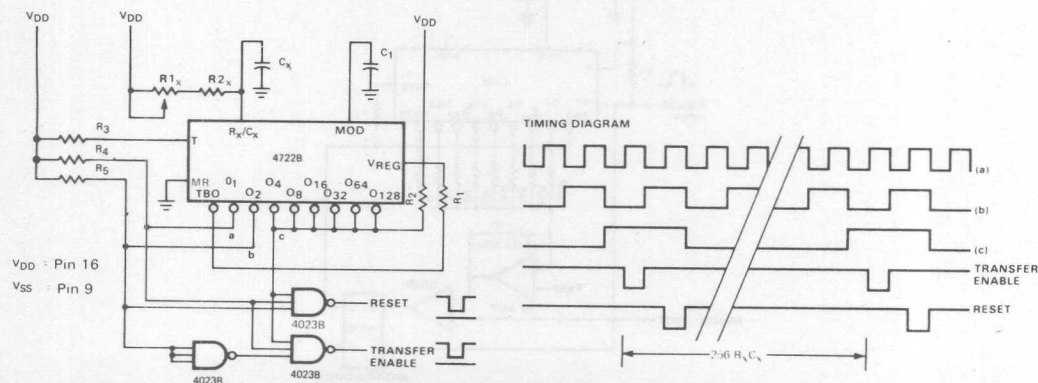 VDD
VDD
VDD
R1x
R2x
Cx
C1
R3
R4
R5
T
Rx/Cx
MOD
4722B
VREG
MR
TBO
O1
O2
O4
O8
O16
O32
O64
O128
R2
R1
a
b
c
VDD = Pin 16
VSS = Pin 9
4023B
RESET
4023B
4023B
TRANSFER
ENABLE
TIMING DIAGRAM
(a)
(b)
(c)
TRANSFER
ENABLE
RESET
256 RxCx